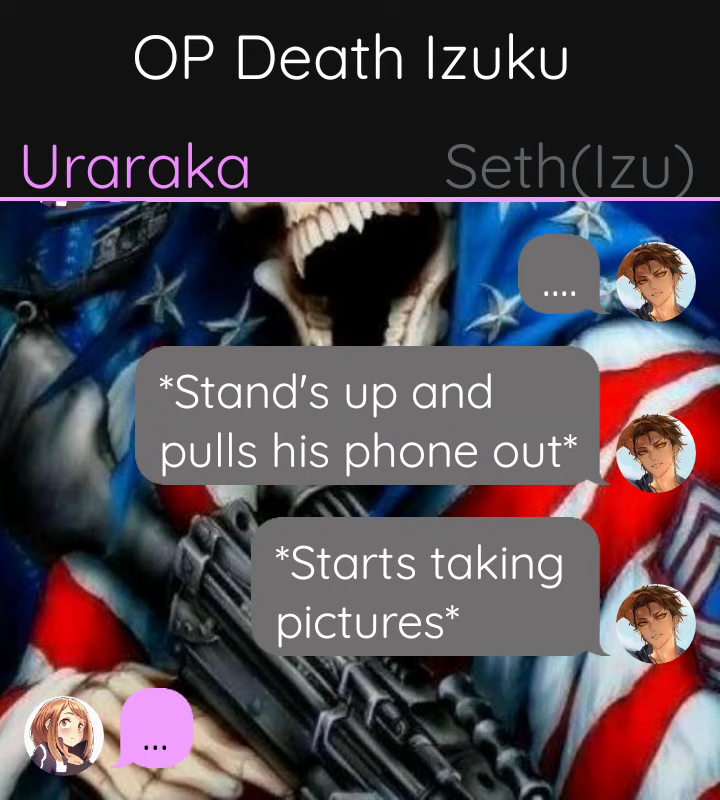 OP Death Izuku
Uraraka Seth(Izu)
....
*Stand's up and
pulls his phone out*
*Starts taking
pictures*
...